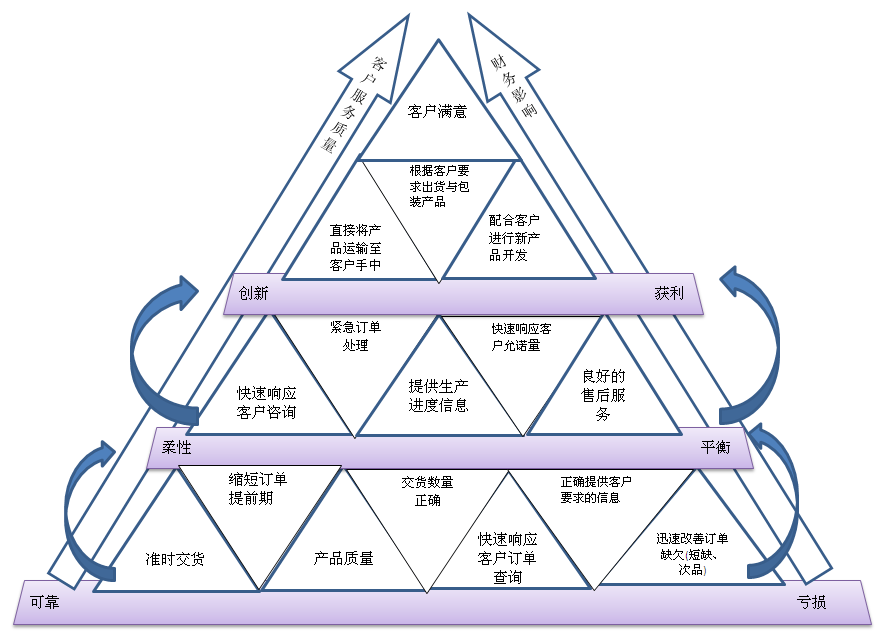 客户服务质量
财务影响
客户满意
根据客户要
求出货与包
装产品
直接将产
品运输至
客户手中
配合客户
进行新产
品开发
创新
获利
紧急订单
处理
快速响应客
户允诺量
快速响应
客户咨询
提供生产
进度信息
良好的
售后服
务
柔性
平衡
缩短订单
提前期
交货数量
正确
正确提供客户
要求的信息
准时交货
产品质量
快速响应
客户订单
查询
迅速改善订单
缺欠(短缺、
次品)
可靠
亏损